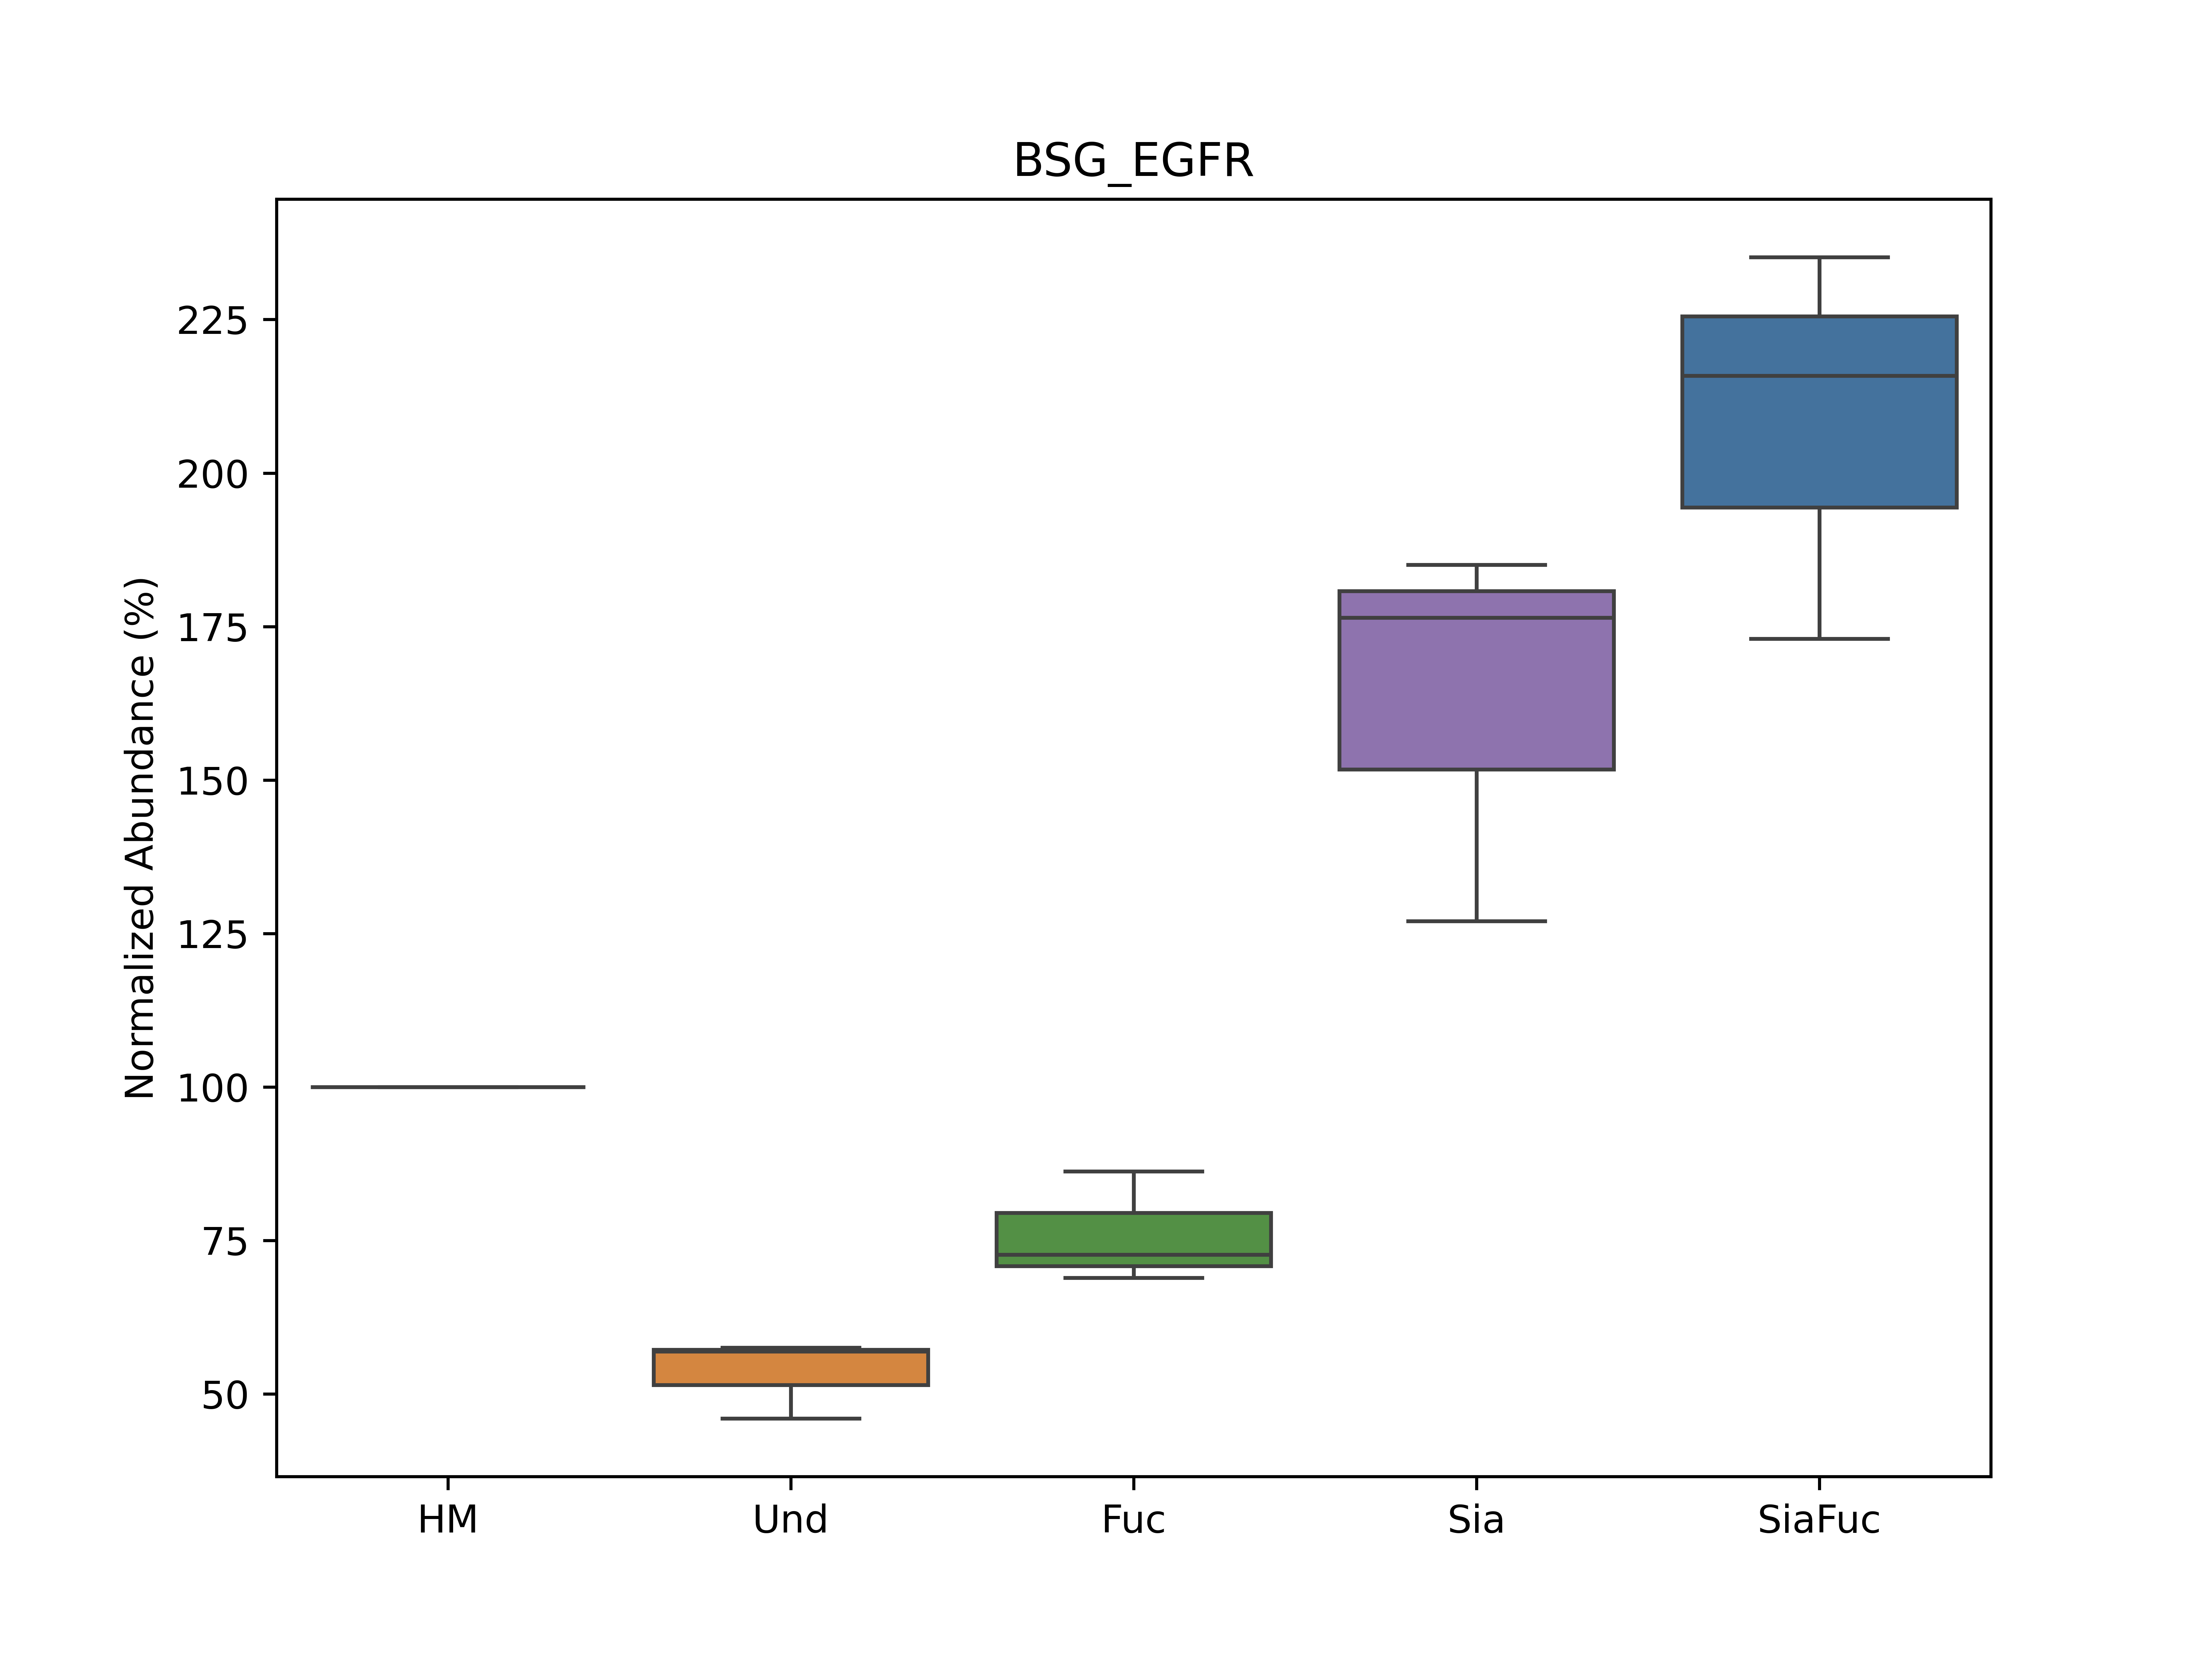 BSG_EGFR
Normalized Abundance (%)
225
200
175
150
125
100
75
50
HM
Und
Fuc
Sia
SiaFuc